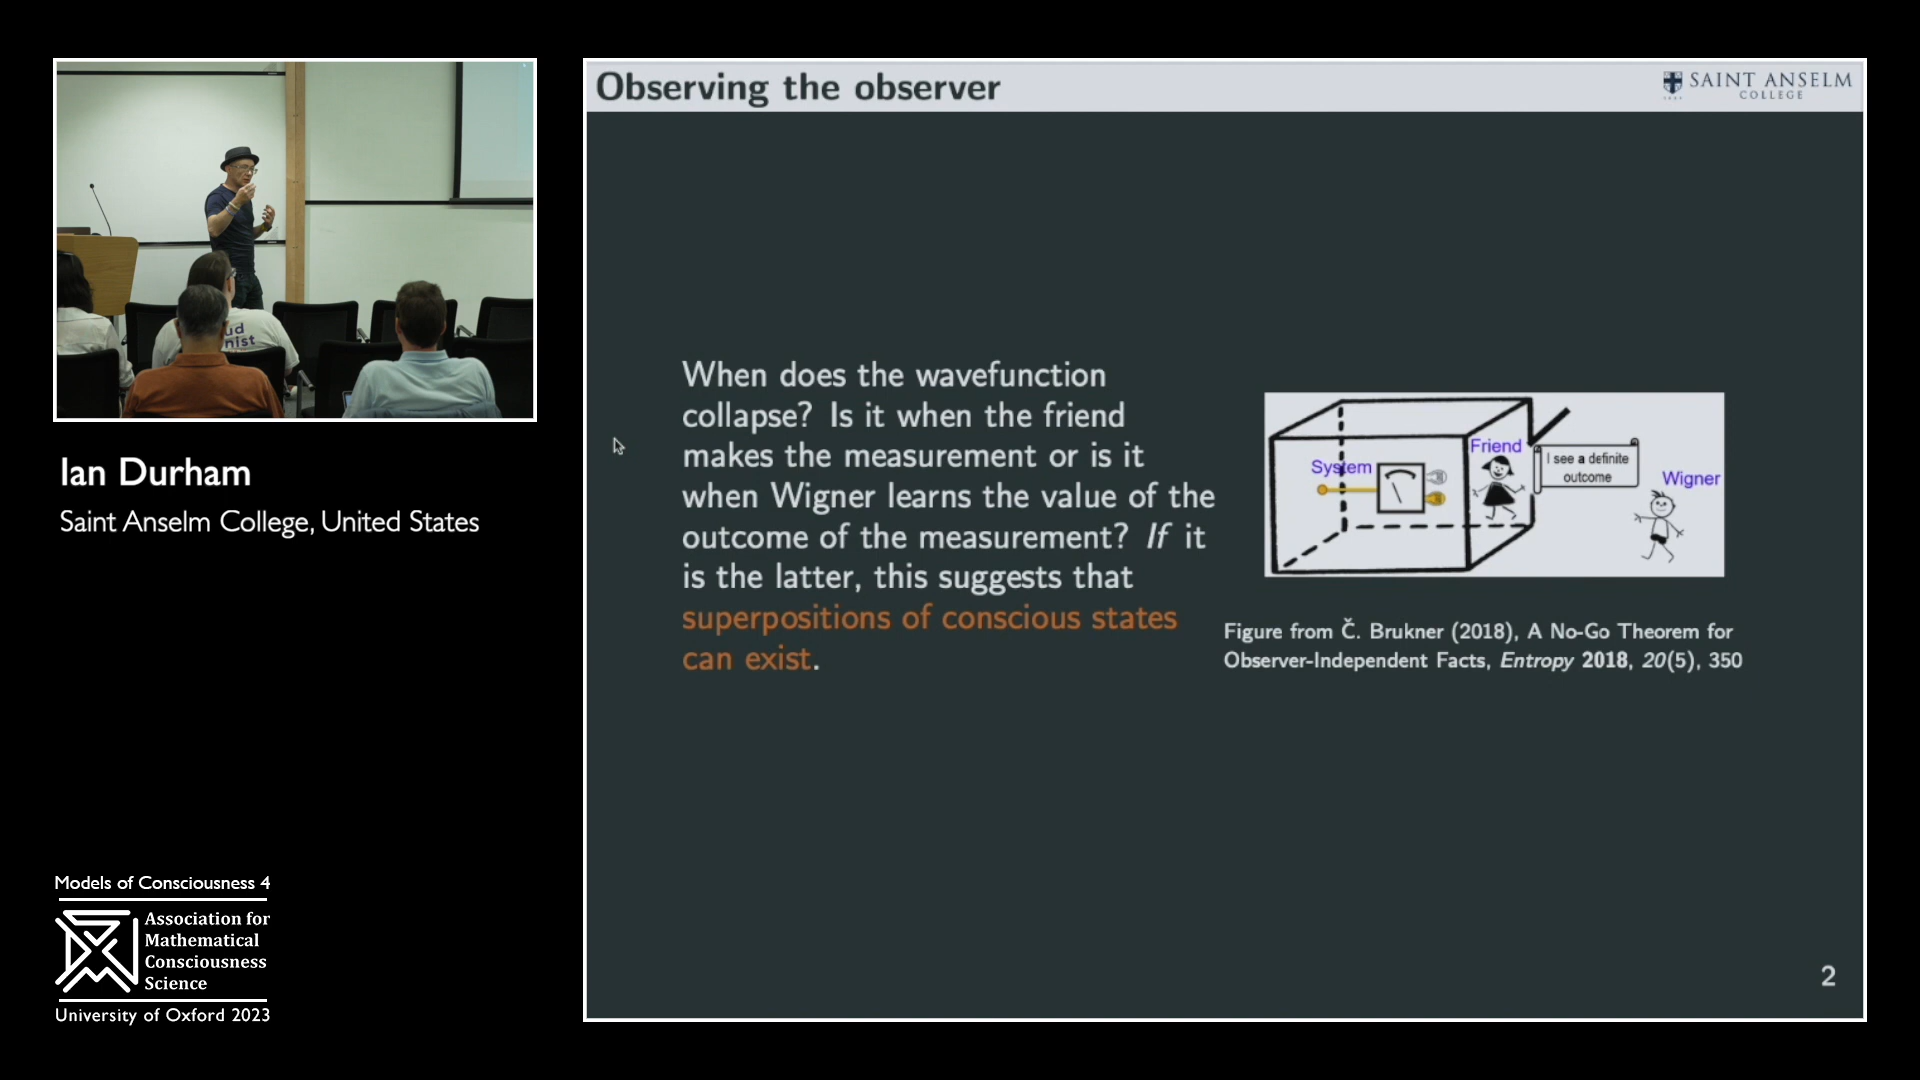 Observing the observer
SAINT ANSELM
COLLEGE
ud
nist
Ian Durham
Saint Anselm College, United States
When does the wavefunction
collapse? Is it when the friend
makes the measurement or is it
when Wigner learns the value of the
outcome of the measurement? If it
is the latter, this suggests that
superpositions of conscious states
can exist.
System
Friend
I see a definite
outcome
Wigner
Figure from Č. Brukner (2018), A No-Go Theorem for
Observer-Independent Facts, Entropy 2018, 20(5), 350
2
Models of Consciousness 4
Association for
Mathematical
Consciousness
Science
University of Oxford 2023